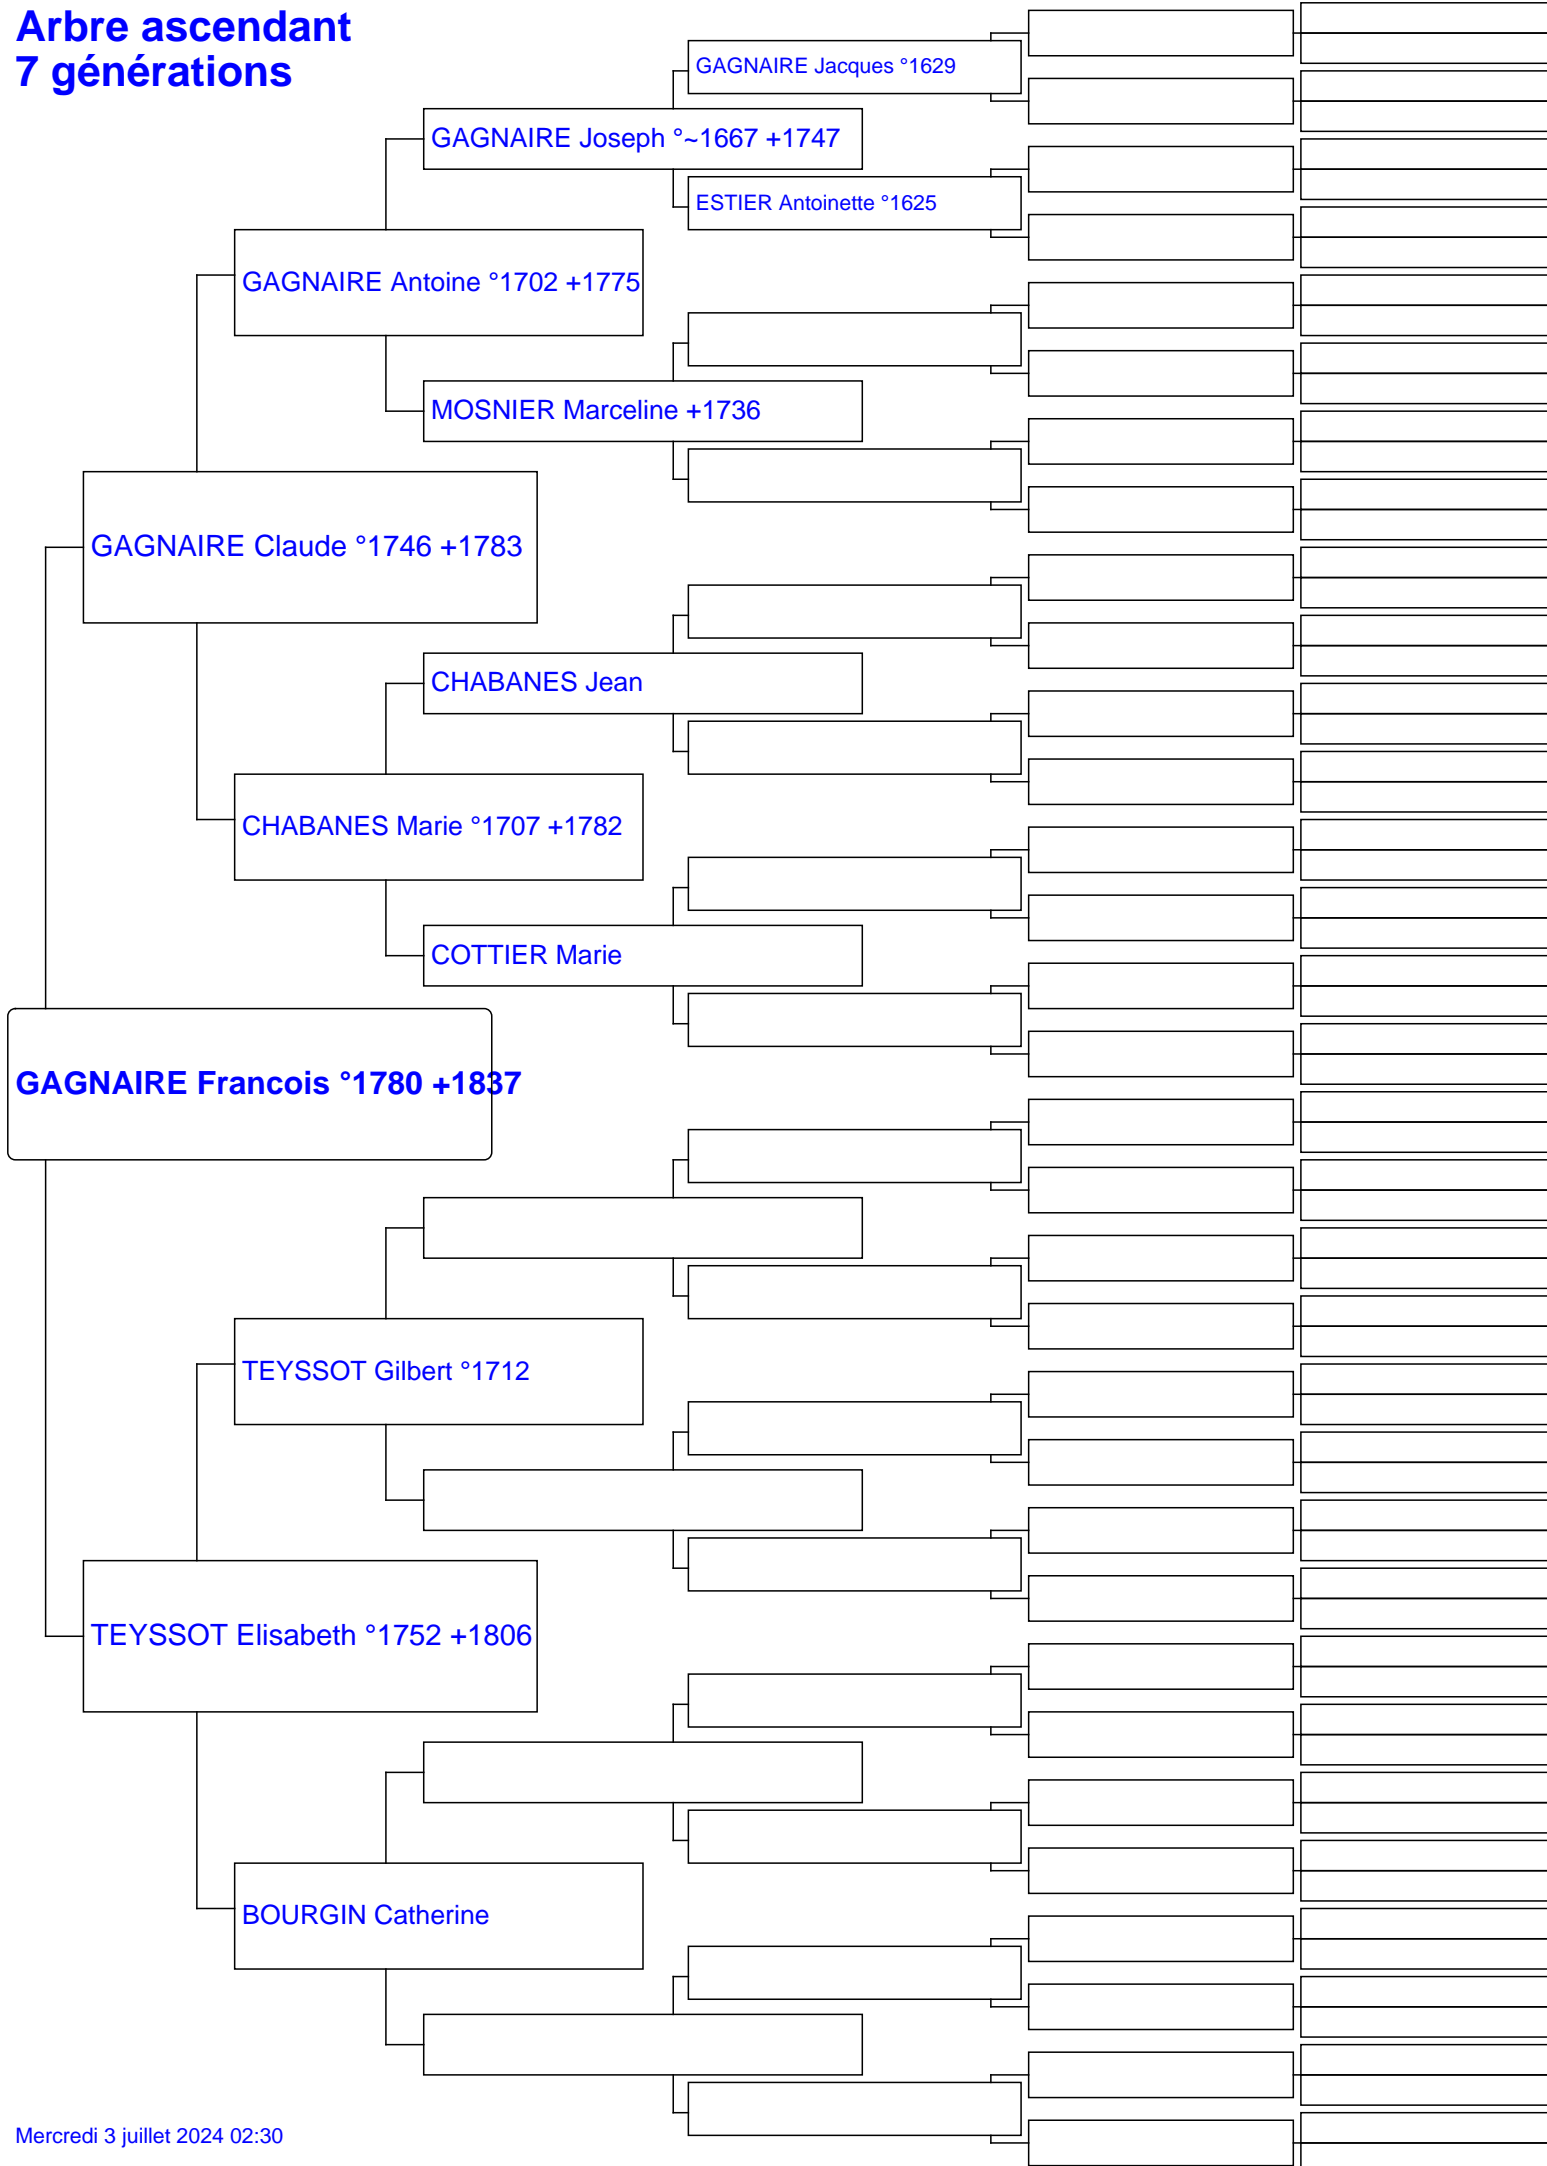 Arbre ascendant
7 générations
GAGNAIRE Jacques °1629
GAGNAIRE Joseph °~1667 +1747
ESTIER Antoinette °1625
GAGNAIRE Antoine °1702 +1775
MOSNIER Marceline +1736
GAGNAIRE Claude °1746 +1783
CHABANES Jean
CHABANES Marie °1707 +1782
COTTIER Marie
GAGNAIRE Francois °1780 +1837
TEYSSOT Gilbert °1712
TEYSSOT Elisabeth °1752 +1806
BOURGIN Catherine
Mercredi 3 juillet 2024 02:30